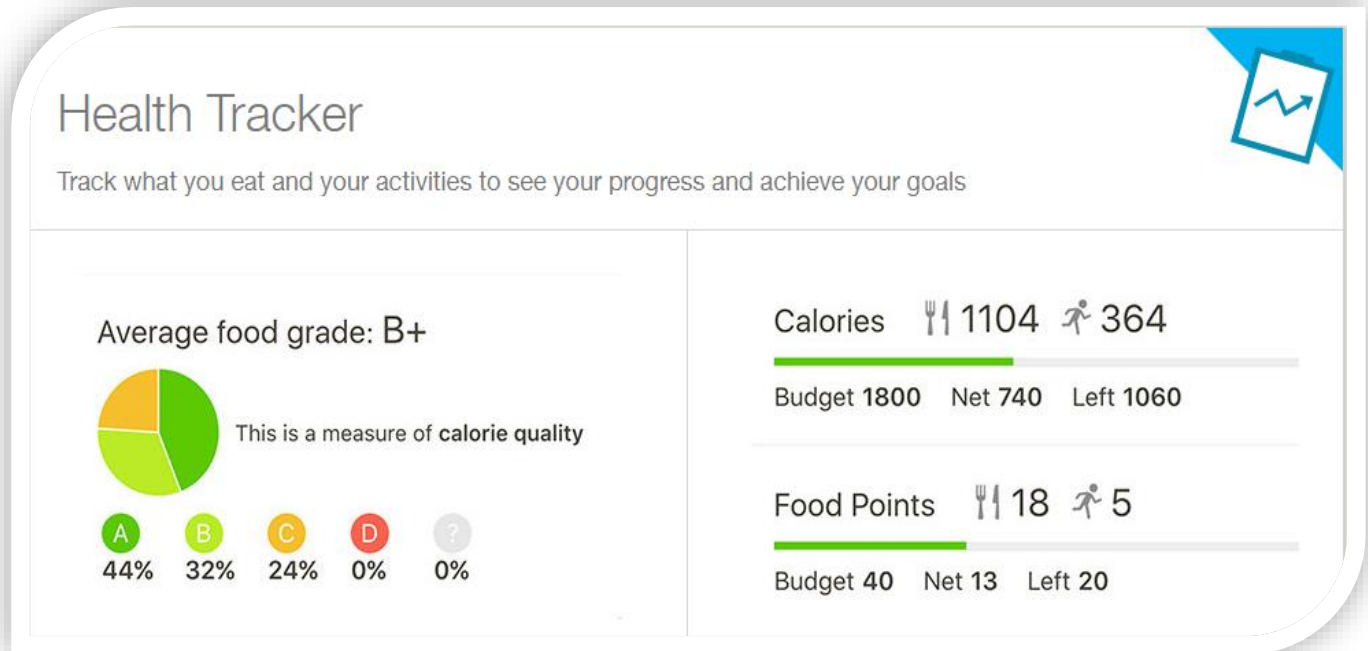 Health Tracker
Track what you eat and your activities to see your progress and achieve your goals
Average food grade: B+
This is a measure of calorie quality
A B C D ?
44% 32% 24% 0% 0%
Calories 1104 364
Budget 1800 Net 740 Left 1060
Food Points 18 5
Budget 40 Net 13 Left 20